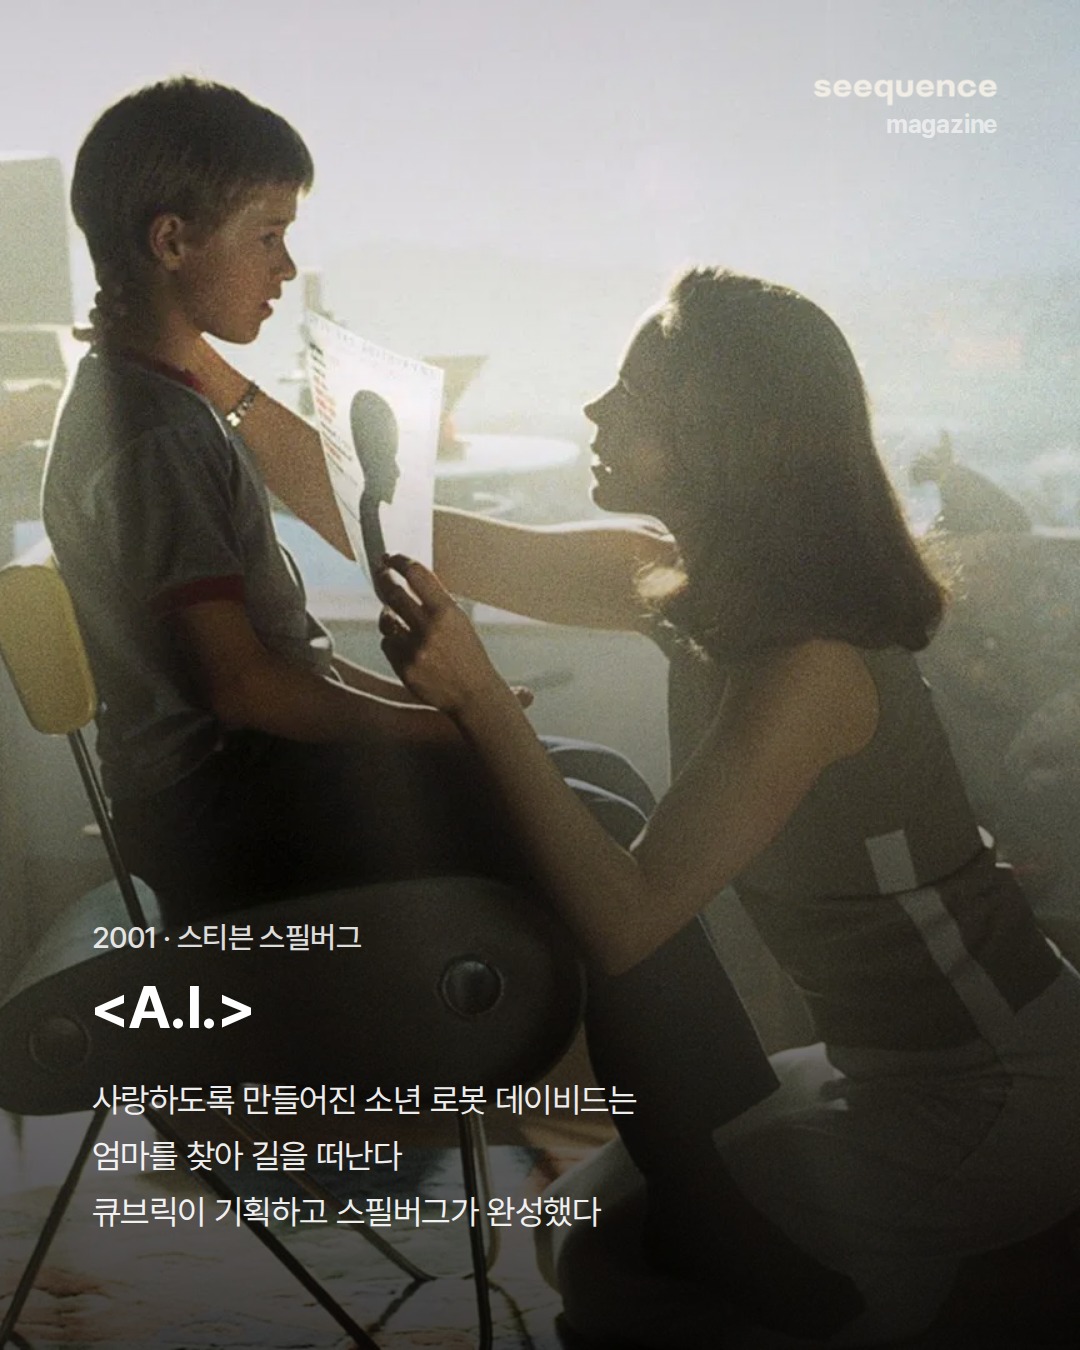 seequence
magazine
2001 · 스티븐 스필버그
<A.I.>
사랑하도록 만들어진 소년 로봇 데이비드는
엄마를 찾아 길을 떠난다
큐브릭이 기획하고 스필버그가 완성했다